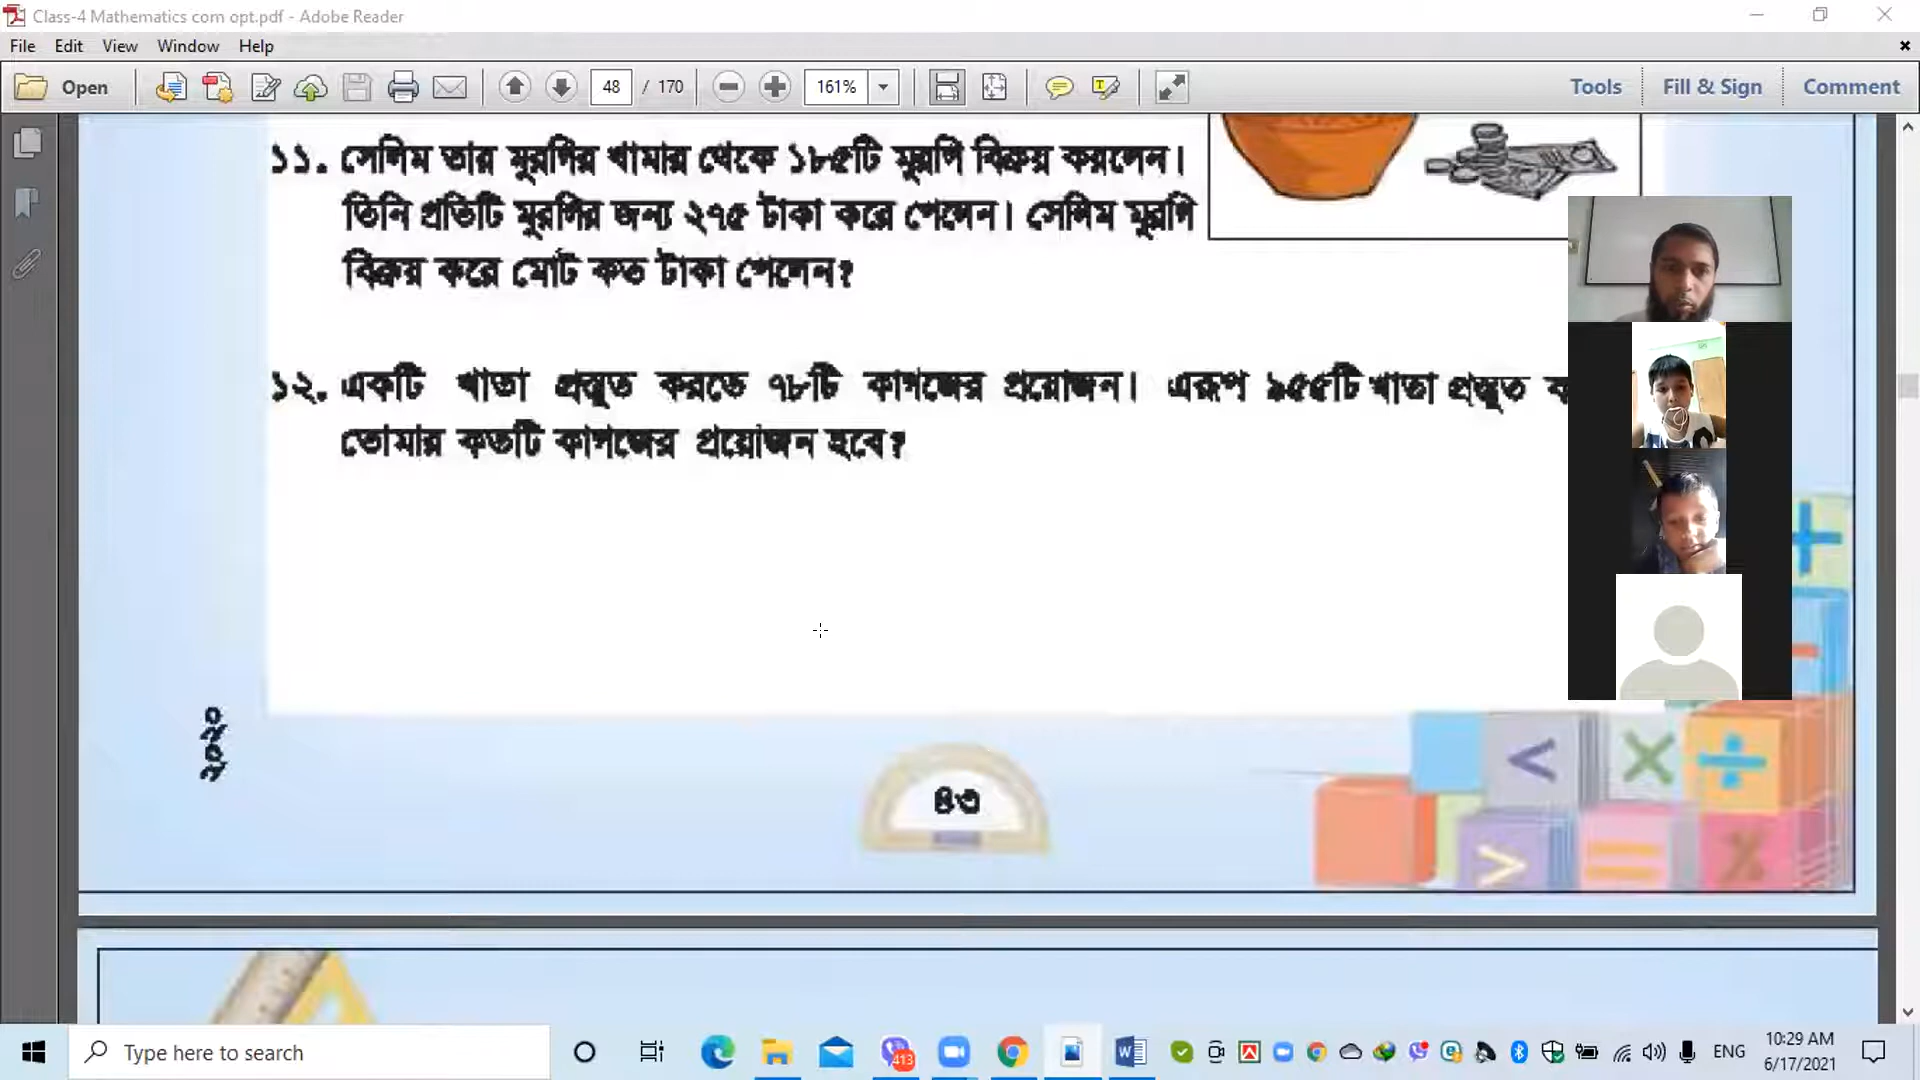 Class-4 Mathematics com opt.pdf - Adobe Reader
File Edit View Window Help
Open 48 / 170 161% Tools Fill & Sign Comment
১১. সেলিম তার মুরগির খামার থেকে ১৮৫টি মুরগি বিক্রয় করলেন।
তিনি প্রতিটি মুরগির জন্য ২৭৫ টাকা করে পেলেন। সেলিম মুরগি
বিক্রয় করে মোট কত টাকা পেলেন?
১২. একটি খাতা প্রস্তুত করতে ৭৮টি কাগজের প্রয়োজন। এরূপ ৯৫৫টি খাতা প্রস্তুত
তোমার কতটি কাগজের প্রয়োজন হবে?
২০২০
৪৩
< × ÷
> = %
+
-
Type here to search 413 ENG 10:29 AM
6/17/2021